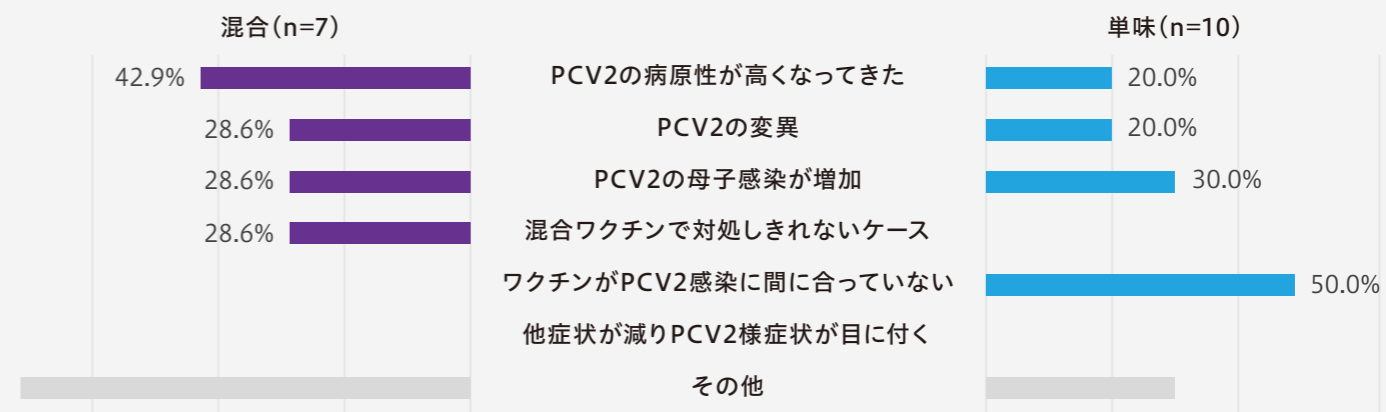 混合（n=7）
単味（n=10）
42.9% PCV2の病原性が高くなってきた 20.0%
28.6% PCV2の変異 20.0%
28.6% PCV2の母子感染が増加 30.0%
28.6% 混合ワクチンで対処しきれないケース
ワクチンがPCV2感染に間に合っていない 50.0%
他症状が減りPCV2様症状が目に付く
その他